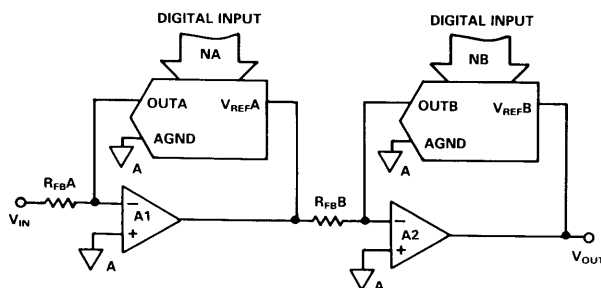 DIGITAL INPUT
NA
OUTA
VREFA
AGND
A
RFBA
VIN
A1
−
+
A
DIGITAL INPUT
NB
OUTB
VREFB
AGND
A
RFBB
A2
−
+
A
VOUT